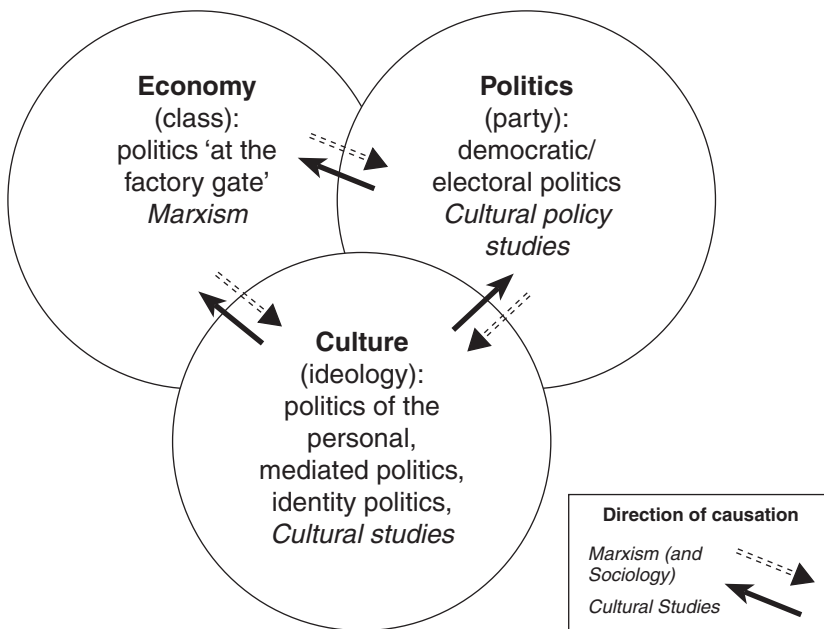 Economy
(class):
politics ‘at the
factory gate’
Marxism
Politics
(party):
democratic/
electoral politics
Cultural policy
studies
Culture
(ideology):
politics of the
personal,
mediated politics,
identity politics,
Cultural studies
Direction of causation
Marxism (and
Sociology)
Cultural Studies